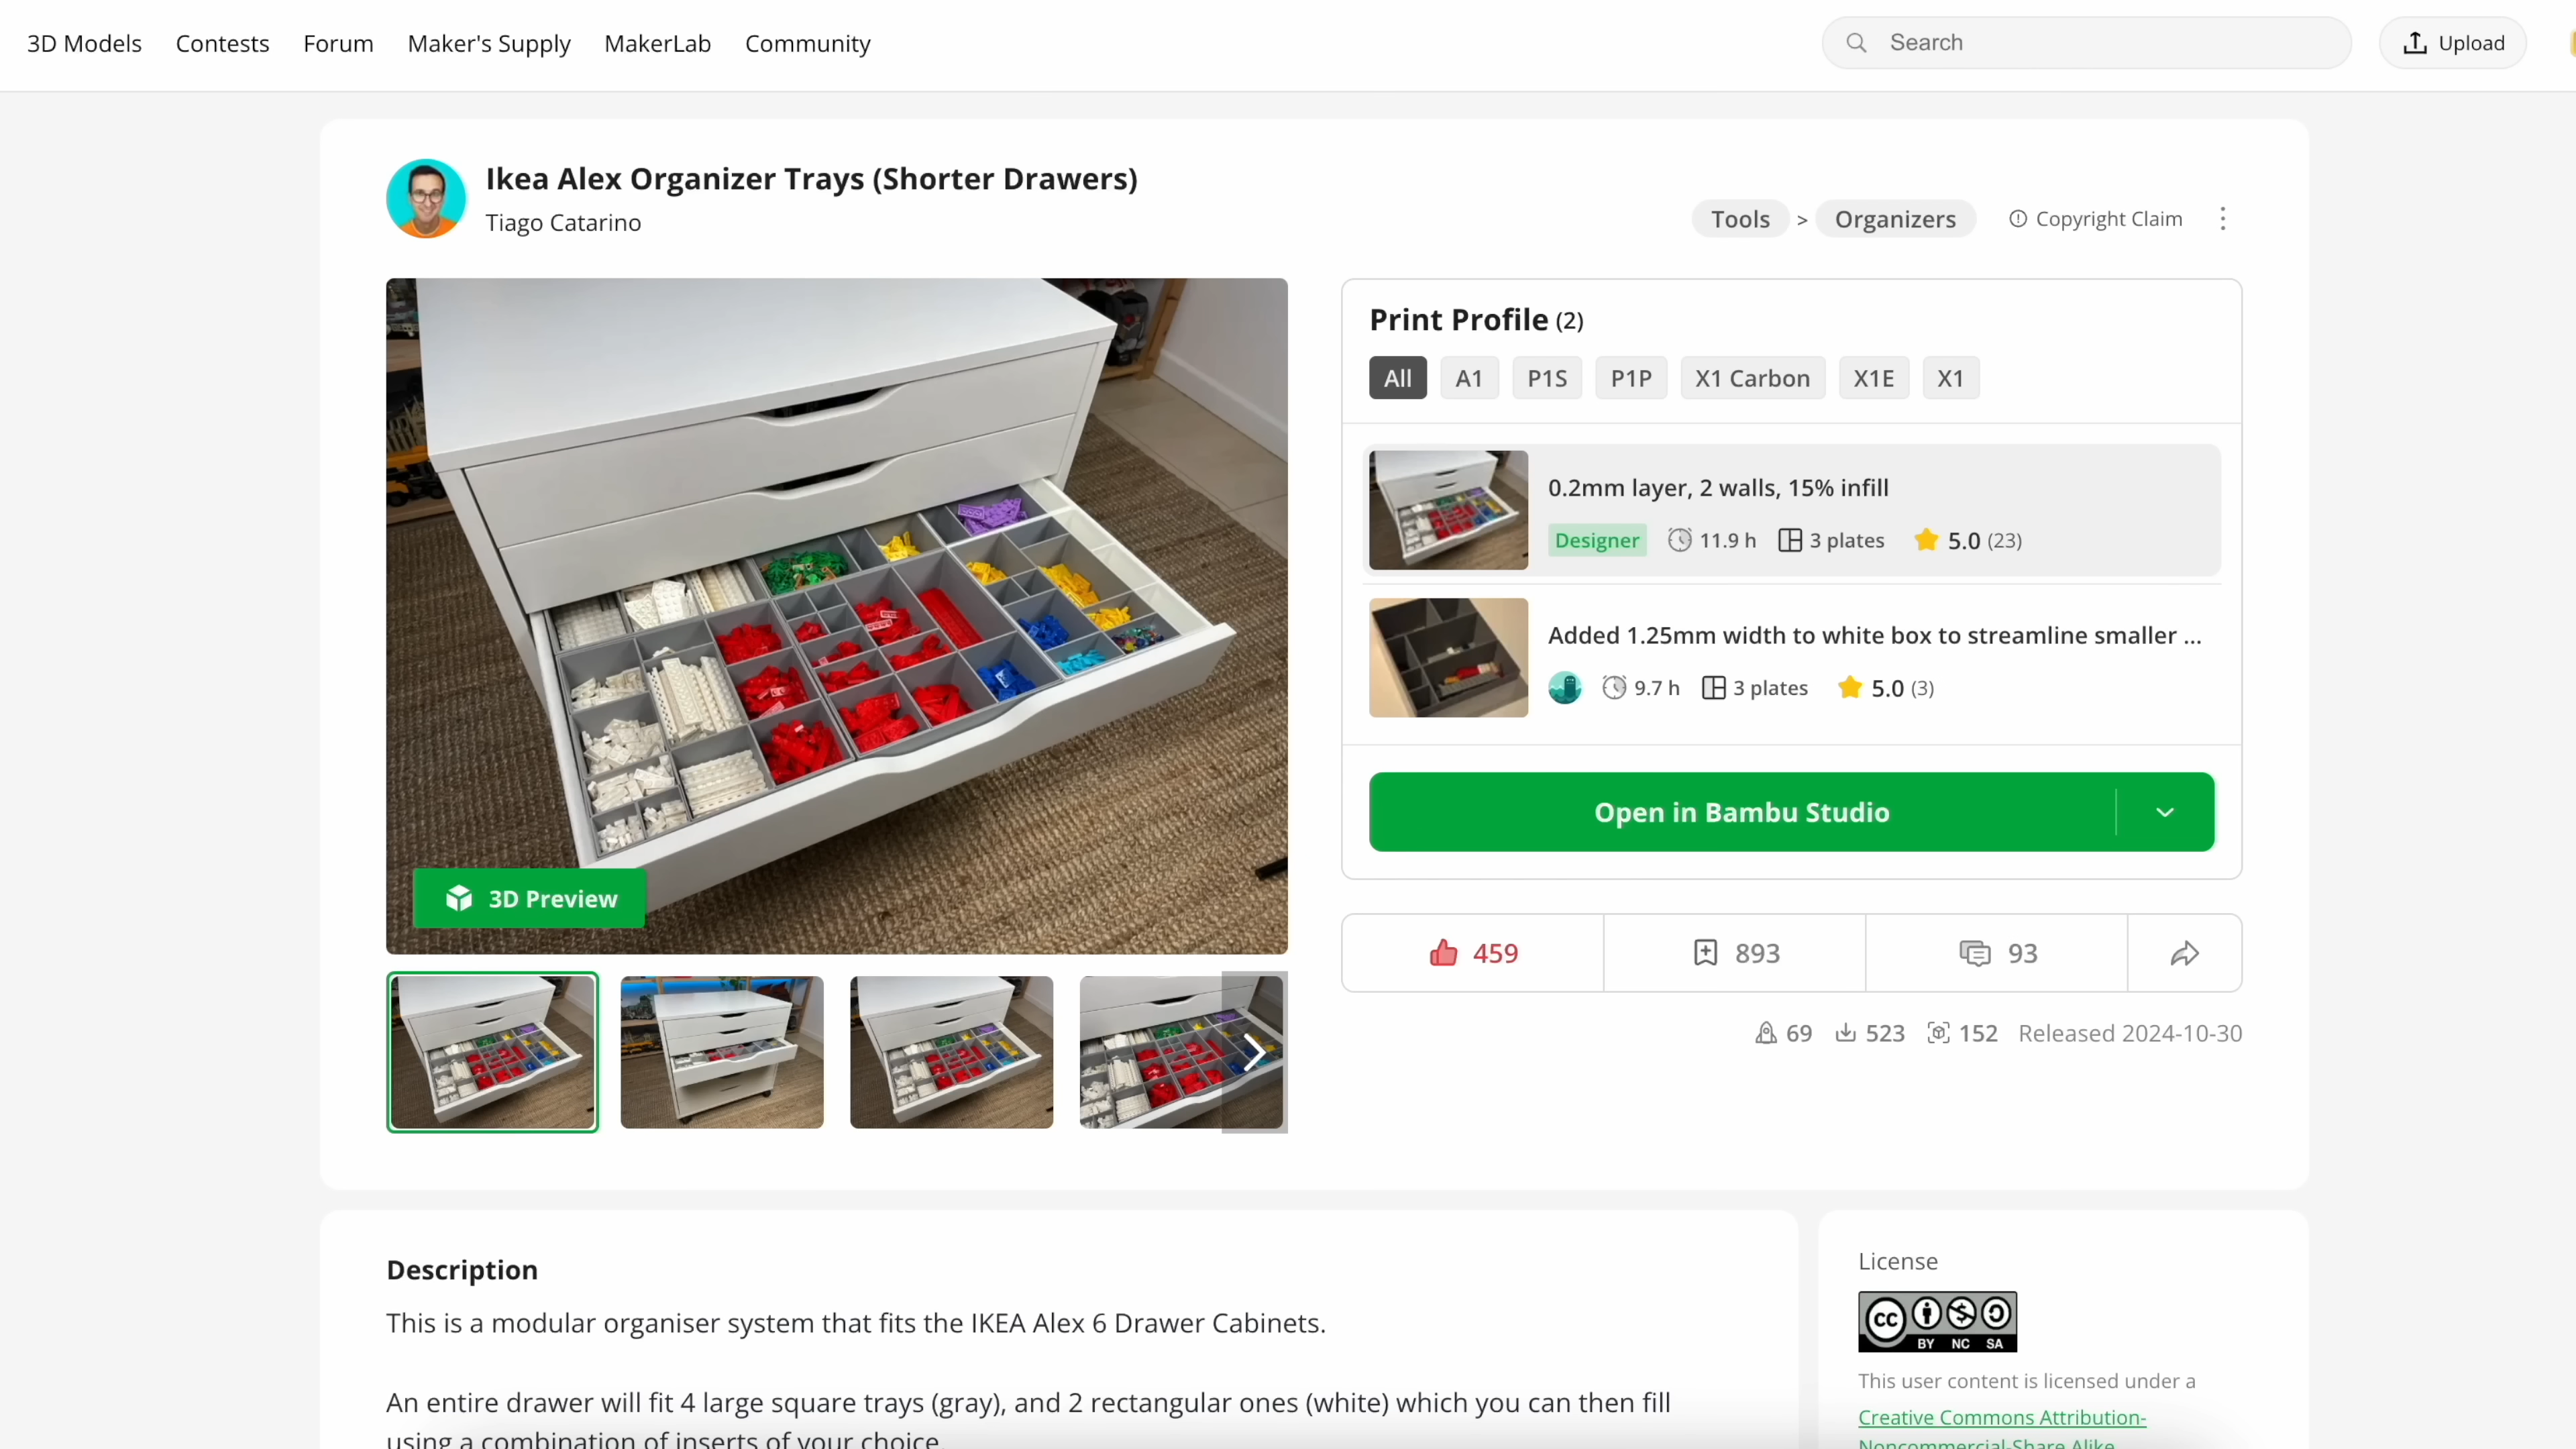 3D Models Contests Forum Maker's Supply MakerLab Community Search Upload
Ikea Alex Organizer Trays (Shorter Drawers)
Tiago Catarino
Tools > Organizers Copyright Claim
Print Profile (2)
All A1 P1S P1P X1 Carbon X1E X1
0.2mm layer, 2 walls, 15% infill
Designer 11.9 h 3 plates 5.0 (23)
Added 1.25mm width to white box to streamline smaller ...
9.7 h 3 plates 5.0 (3)
Open in Bambu Studio
3D Preview
459 893 93
69 523 152 Released 2024-10-30
Description
This is a modular organiser system that fits the IKEA Alex 6 Drawer Cabinets.
An entire drawer will fit 4 large square trays (gray), and 2 rectangular ones (white) which you can then fill
using a combination of inserts of your choice.
License
CC BY NC SA
This user content is licensed under a
Creative Commons Attribution-
Noncommercial-Share Alike